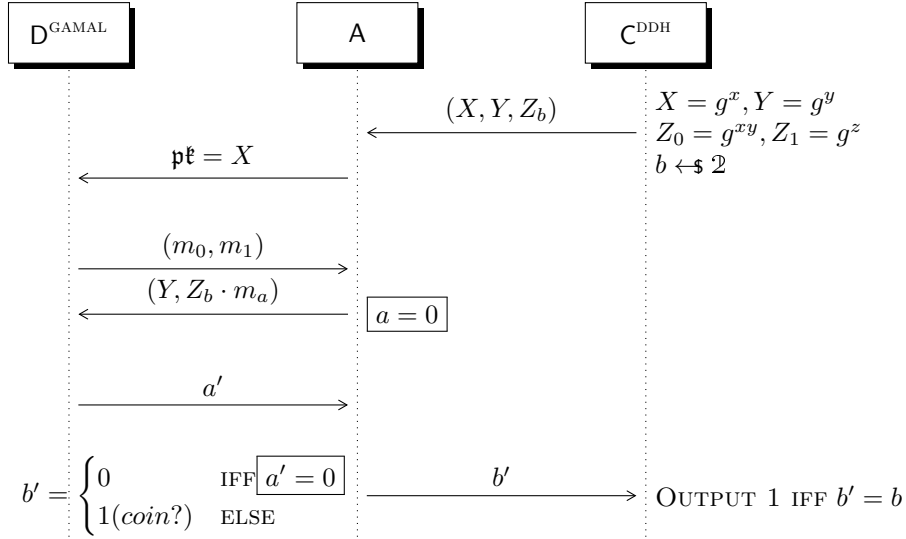 D^GAMAL A C^DDH
(X, Y, Z_b)
X = g^x, Y = g^y
Z_0 = g^{xy}, Z_1 = g^z
b ←$ 𝟚
𝔭𝔨 = X
(m_0, m_1)
(Y, Z_b · m_a)
a = 0
a′
b′ = { 0 IFF a′ = 0
1(coin?) ELSE
b′
OUTPUT 1 IFF b′ = b